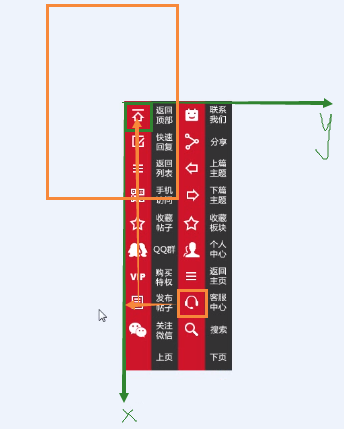 返回
顶部
联系
我们
快速
回复
分享
返回
列表
上篇
主题
手机
访问
下篇
主题
收藏
帖子
收藏
板块
QQ群
个人
中心
VIP
购买
特权
返回
主页
发布
帖子
客服
中心
关注
微信
搜索
上页
下页
y
x